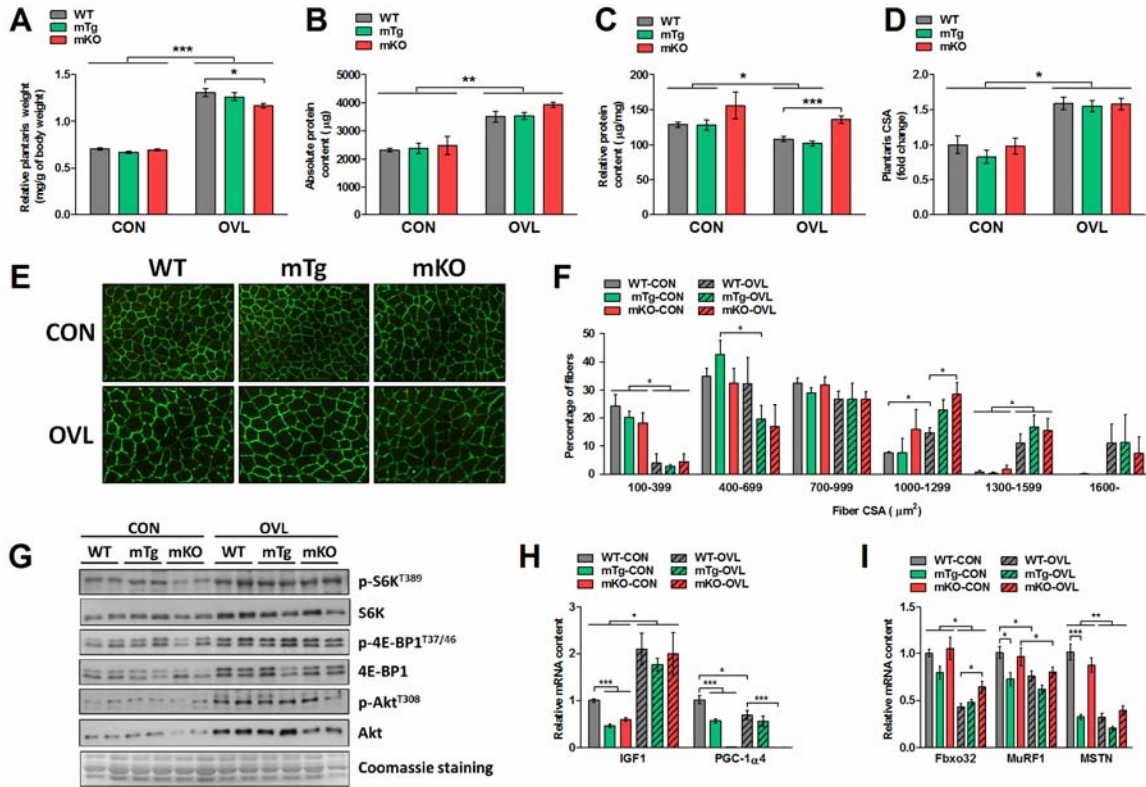 A
WT
mTg
mKO
***
*
Relative plantaris weight
(mg/g of body weight)
1.5
1.0
0.5
0.0
CON
OVL
B
WT
mTg
mKO
**
Absolute protein
content (µg)
5000
4000
3000
2000
1000
0
CON
OVL
C
WT
mTg
mKO
*
***
Relative protein
content (µg/mg)
200
150
100
50
0
CON
OVL
D
WT
mTg
mKO
*
Plantaris CSA
(fold change)
2.0
1.5
1.0
0.5
0.0
CON
OVL
E
WT mTg mKO
CON
OVL
F
WT-CON WT-OVL
mTg-CON mTg-OVL
mKO-CON mKO-OVL
Percentage of fibers
50
40
30
20
10
0
*
*
*
*
*
100-399 400-699 700-999 1000-1299 1300-1599 1600-
Fiber CSA (µm²)
G
CON OVL
WT mTg mKO WT mTg mKO
p-S6K^T389
S6K
p-4E-BP1^T37/46
4E-BP1
p-Akt^T308
Akt
Coomassie staining
H
WT-CON WT-OVL
mTg-CON mTg-OVL
mKO-CON mKO-OVL
Relative mRNA content
3
2
1
0
*
***
*
***
***
IGF1 PGC-1α4
I
WT-CON WT-OVL
mTg-CON mTg-OVL
mKO-CON mKO-OVL
Relative mRNA content
1.5
1.0
0.5
0.0
*
*
*
*
*
**
***
Fbxo32 MuRF1 MSTN